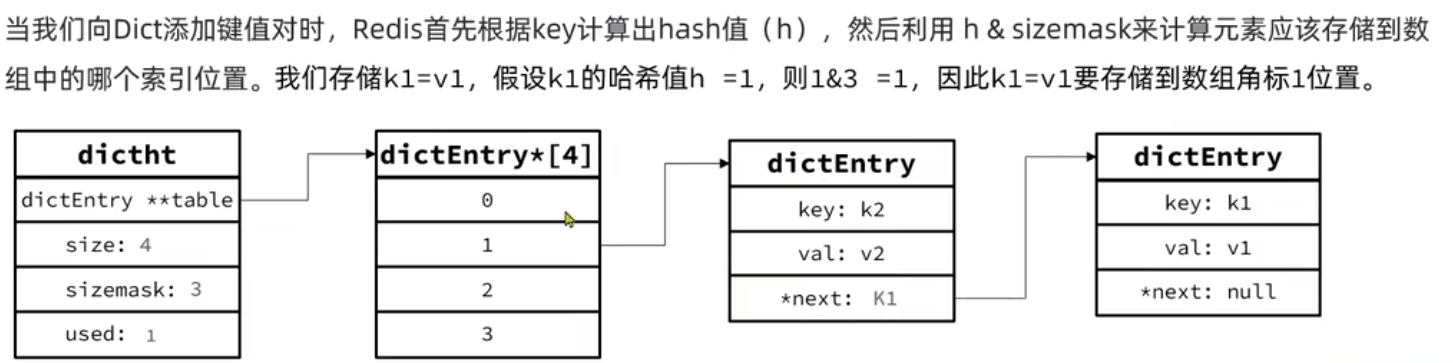 当我们向Dict添加键值对时，Redis首先根据key计算出hash值（h），然后利用 h & sizemask来计算元素应该存储到数
组中的哪个索引位置。我们存储k1=v1，假设k1的哈希值h =1，则1&3 =1，因此k1=v1要存储到数组角标1位置。
dictht
dictEntry **table
size: 4
sizemask: 3
used: 1
dictEntry*[4]
0
1
2
3
dictEntry
key: k2
val: v2
*next: K1
dictEntry
key: k1
val: v1
*next: null